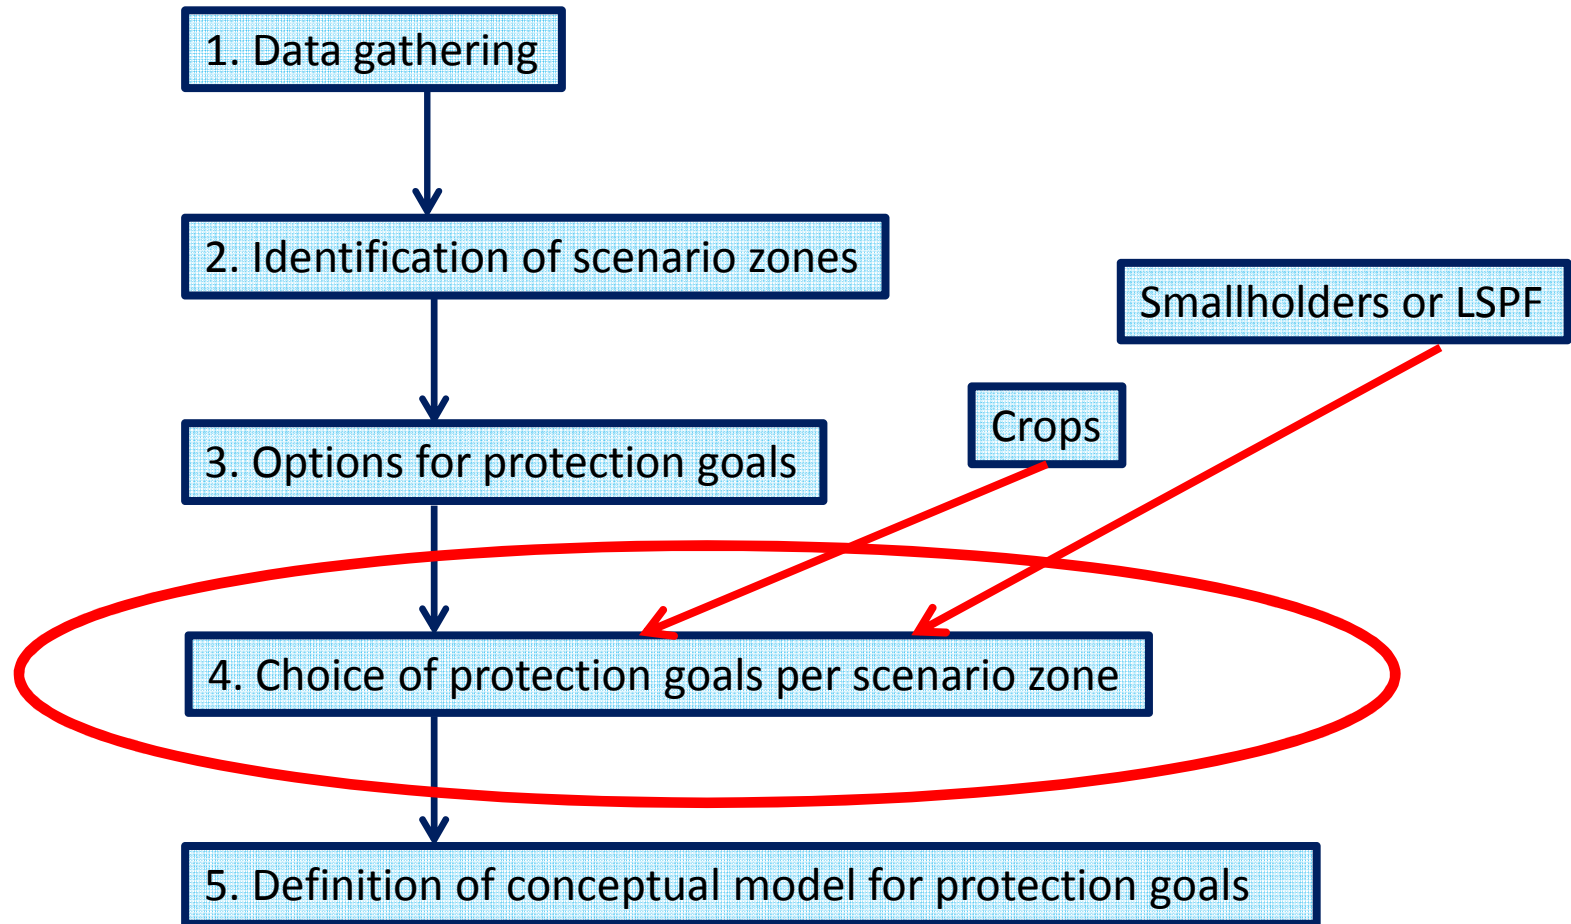 1. Data gathering
2. Identification of scenario zones
Smallholders or LSPF
Crops
3. Options for protection goals
4. Choice of protection goals per scenario zone
5. Definition of conceptual model for protection goals